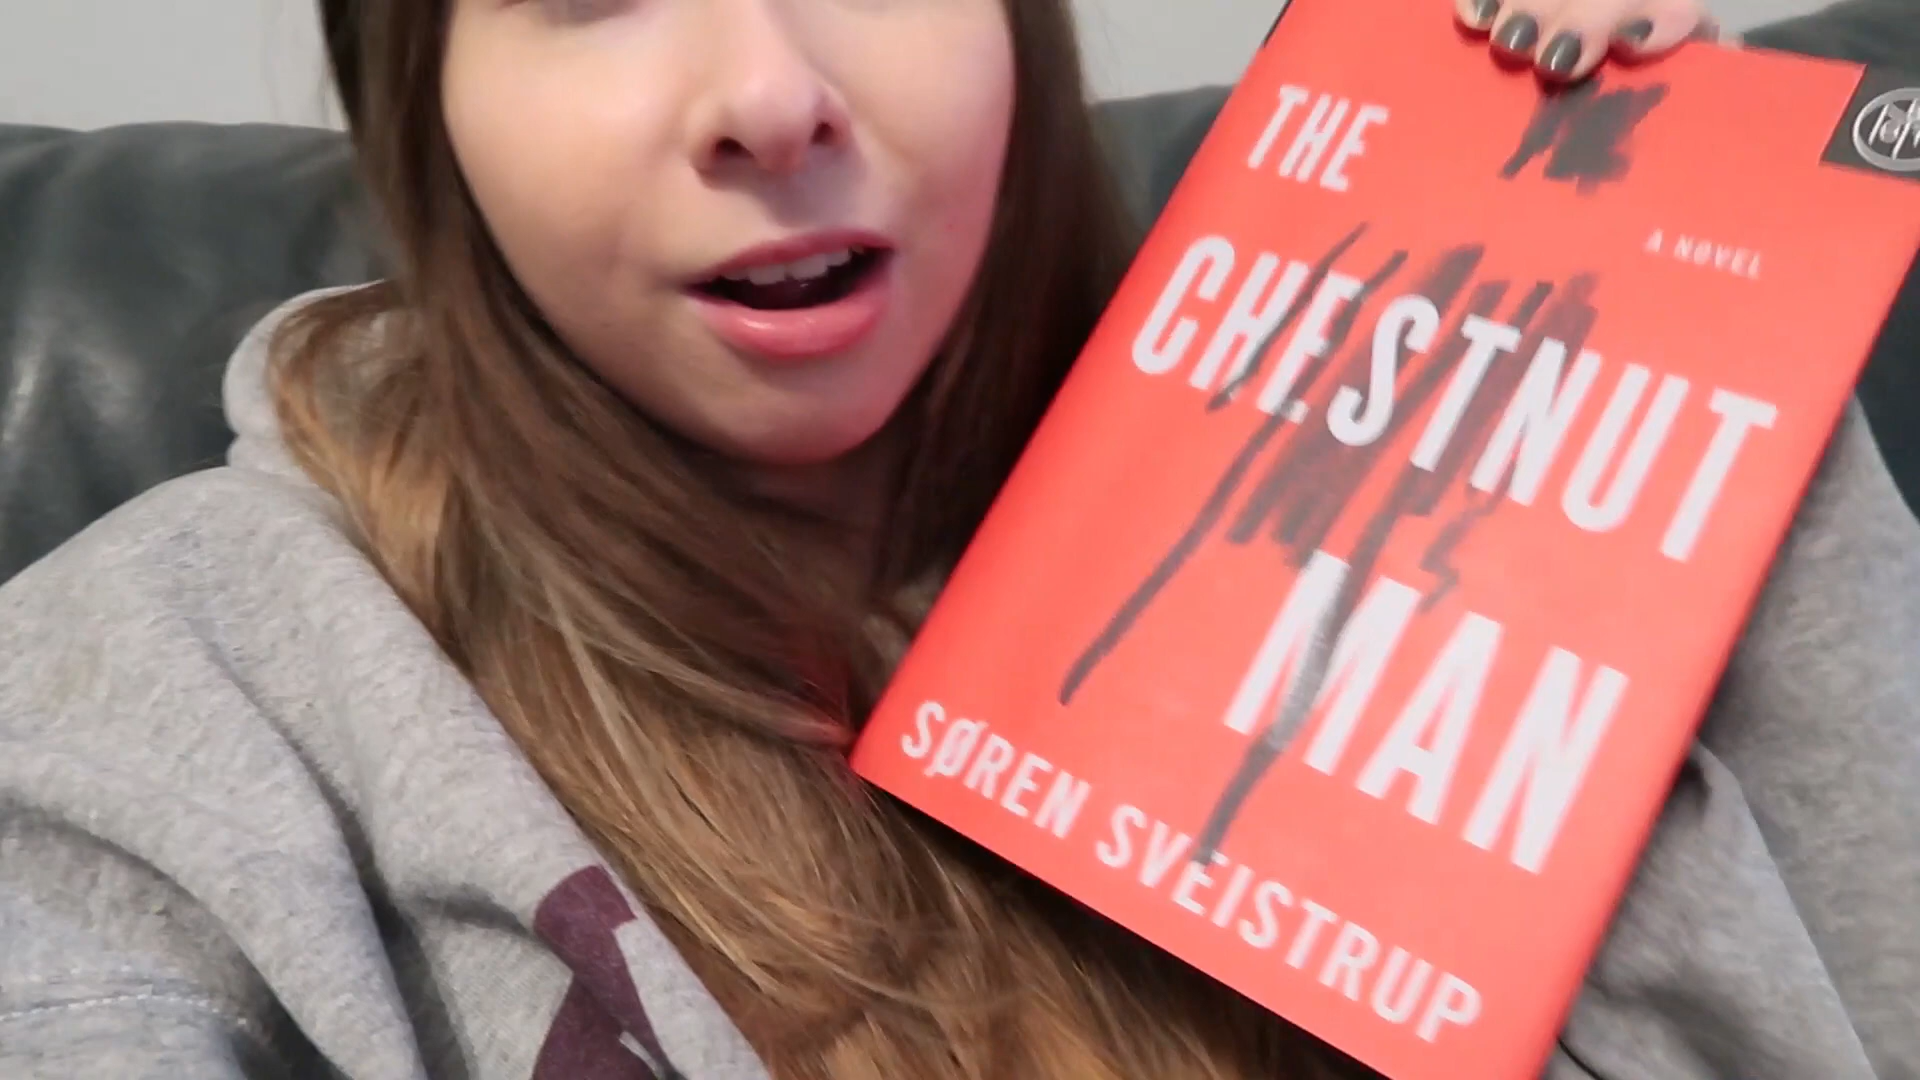 THE
A NOVEL
CHESTNUT
MAN
SØREN SVEISTRUP